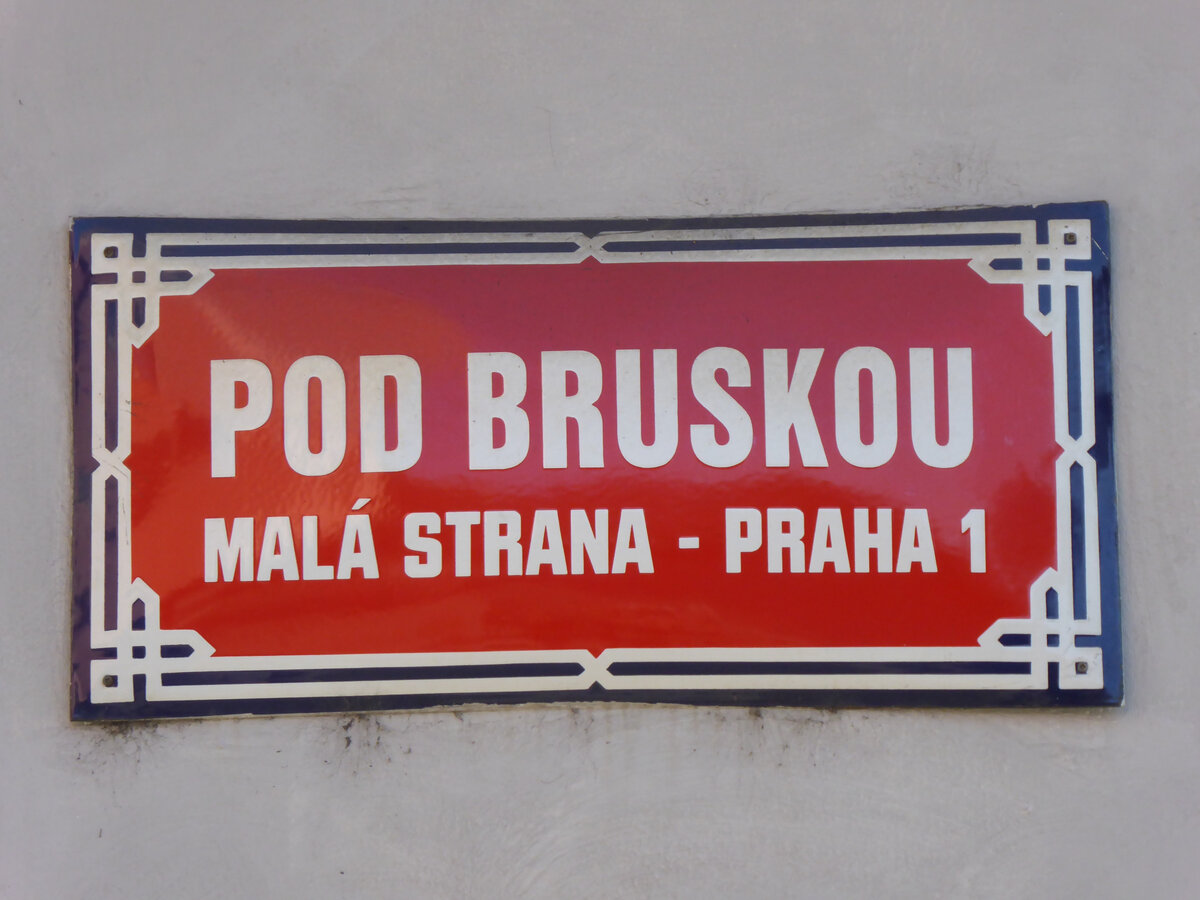 POD BRUSKOU
MALÁ STRANA - PRAHA 1